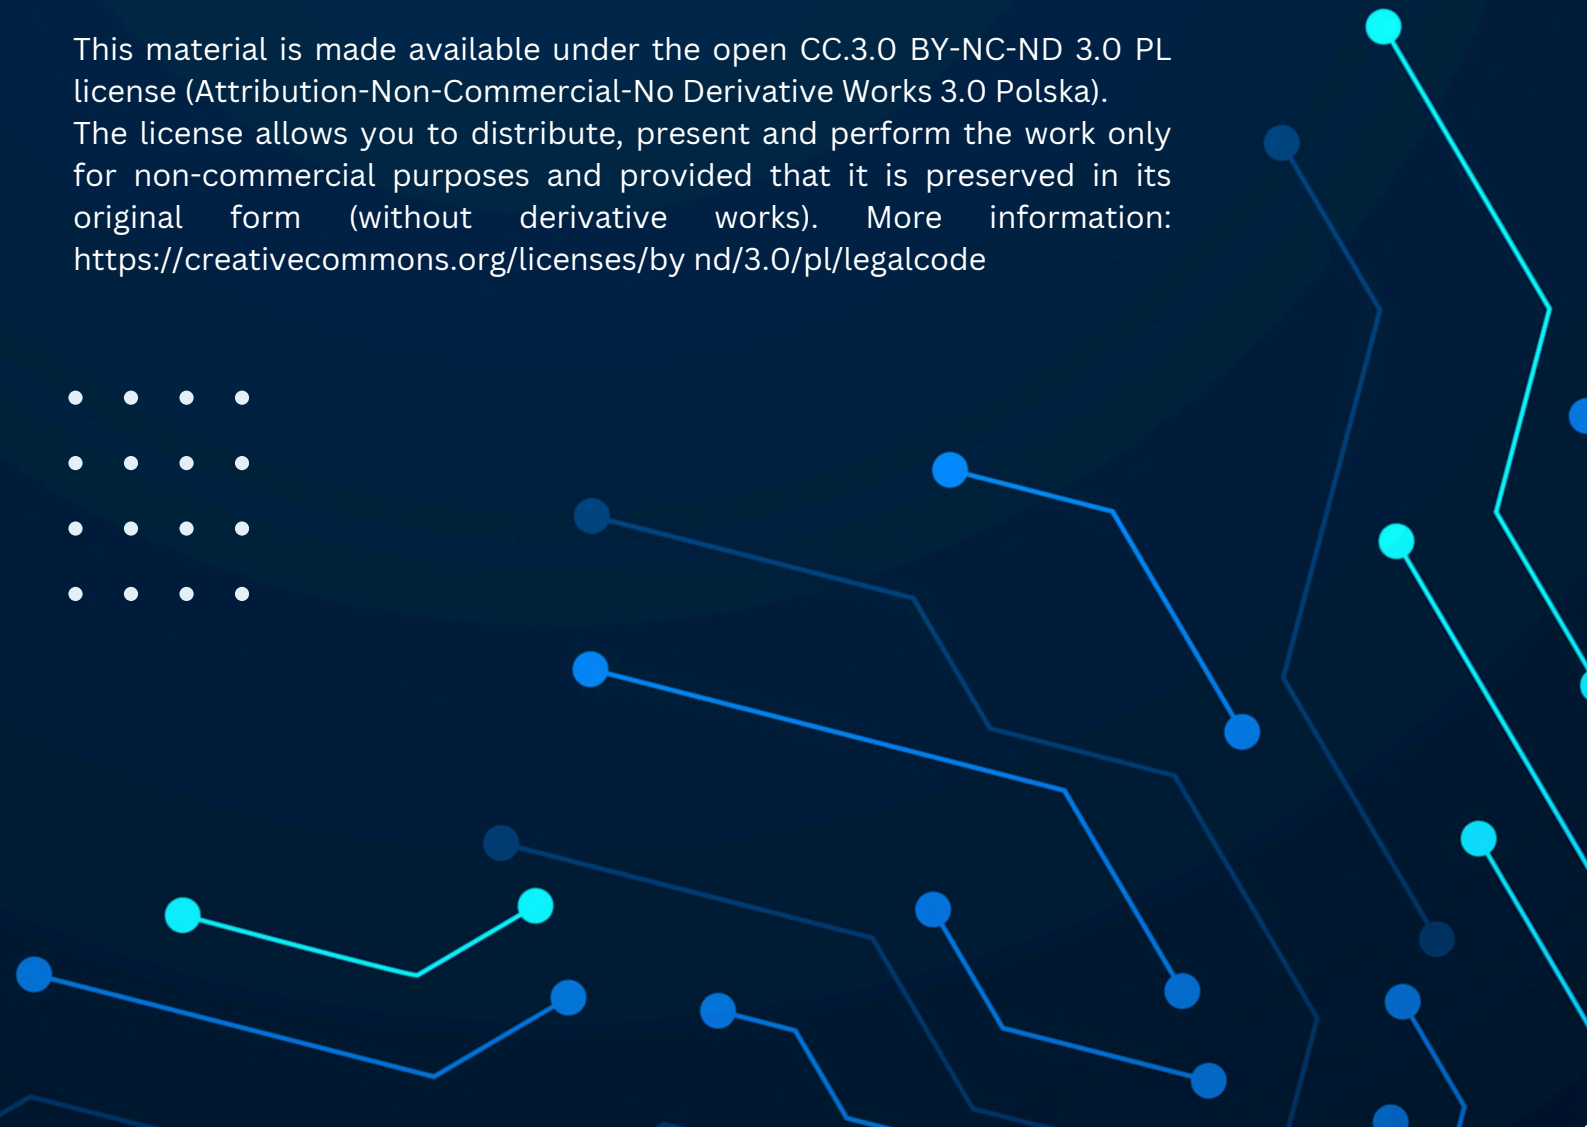 This material is made available under the open CC.3.0 BY-NC-ND 3.0 PL
license (Attribution-Non-Commercial-No Derivative Works 3.0 Polska).
The license allows you to distribute, present and perform the work only
for non-commercial purposes and provided that it is preserved in its
original form (without derivative works). More information:
https://creativecommons.org/licenses/by nd/3.0/pl/legalcode